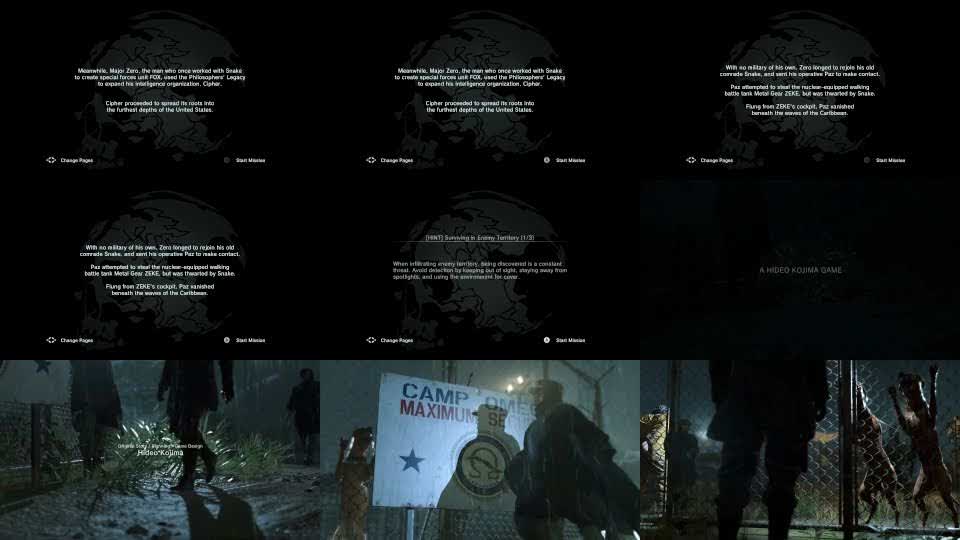 Meanwhile, Major Zero, the man who once worked with Snake
to create special forces unit FOX, used the Philosophers' Legacy
to expand his intelligence organization, Cipher.
Cipher proceeded to spread its roots into
the furthest depths of the United States.
Change Pages
Start Mission
Meanwhile, Major Zero, the man who once worked with Snake
to create special forces unit FOX, used the Philosophers' Legacy
to expand his intelligence organization, Cipher.
Cipher proceeded to spread its roots into
the furthest depths of the United States.
Change Pages
Start Mission
With no military of his own, Zero longed to rejoin his old
comrade Snake, and sent his operative Paz to make contact.
Paz attempted to steal the nuclear-equipped walking
battle tank Metal Gear ZEKE, but was thwarted by Snake.
Flung from ZEKE's cockpit, Paz vanished
beneath the waves of the Caribbean.
Change Pages
Start Mission
With no military of his own, Zero longed to rejoin his old
comrade Snake, and sent his operative Paz to make contact.
Paz attempted to steal the nuclear-equipped walking
battle tank Metal Gear ZEKE, but was thwarted by Snake.
Flung from ZEKE's cockpit, Paz vanished
beneath the waves of the Caribbean.
Change Pages
Start Mission
[HINT] Surviving in Enemy Territory (1/3)
When infiltrating enemy territory, being discovered is a constant
threat. Avoid detection by keeping out of sight, staying away from
spotlights, and using the environment for cover.
Change Pages
Start Mission
A HIDEO KOJIMA GAME
Hideo Kojima
CAMP OME
MAXIMUM SE